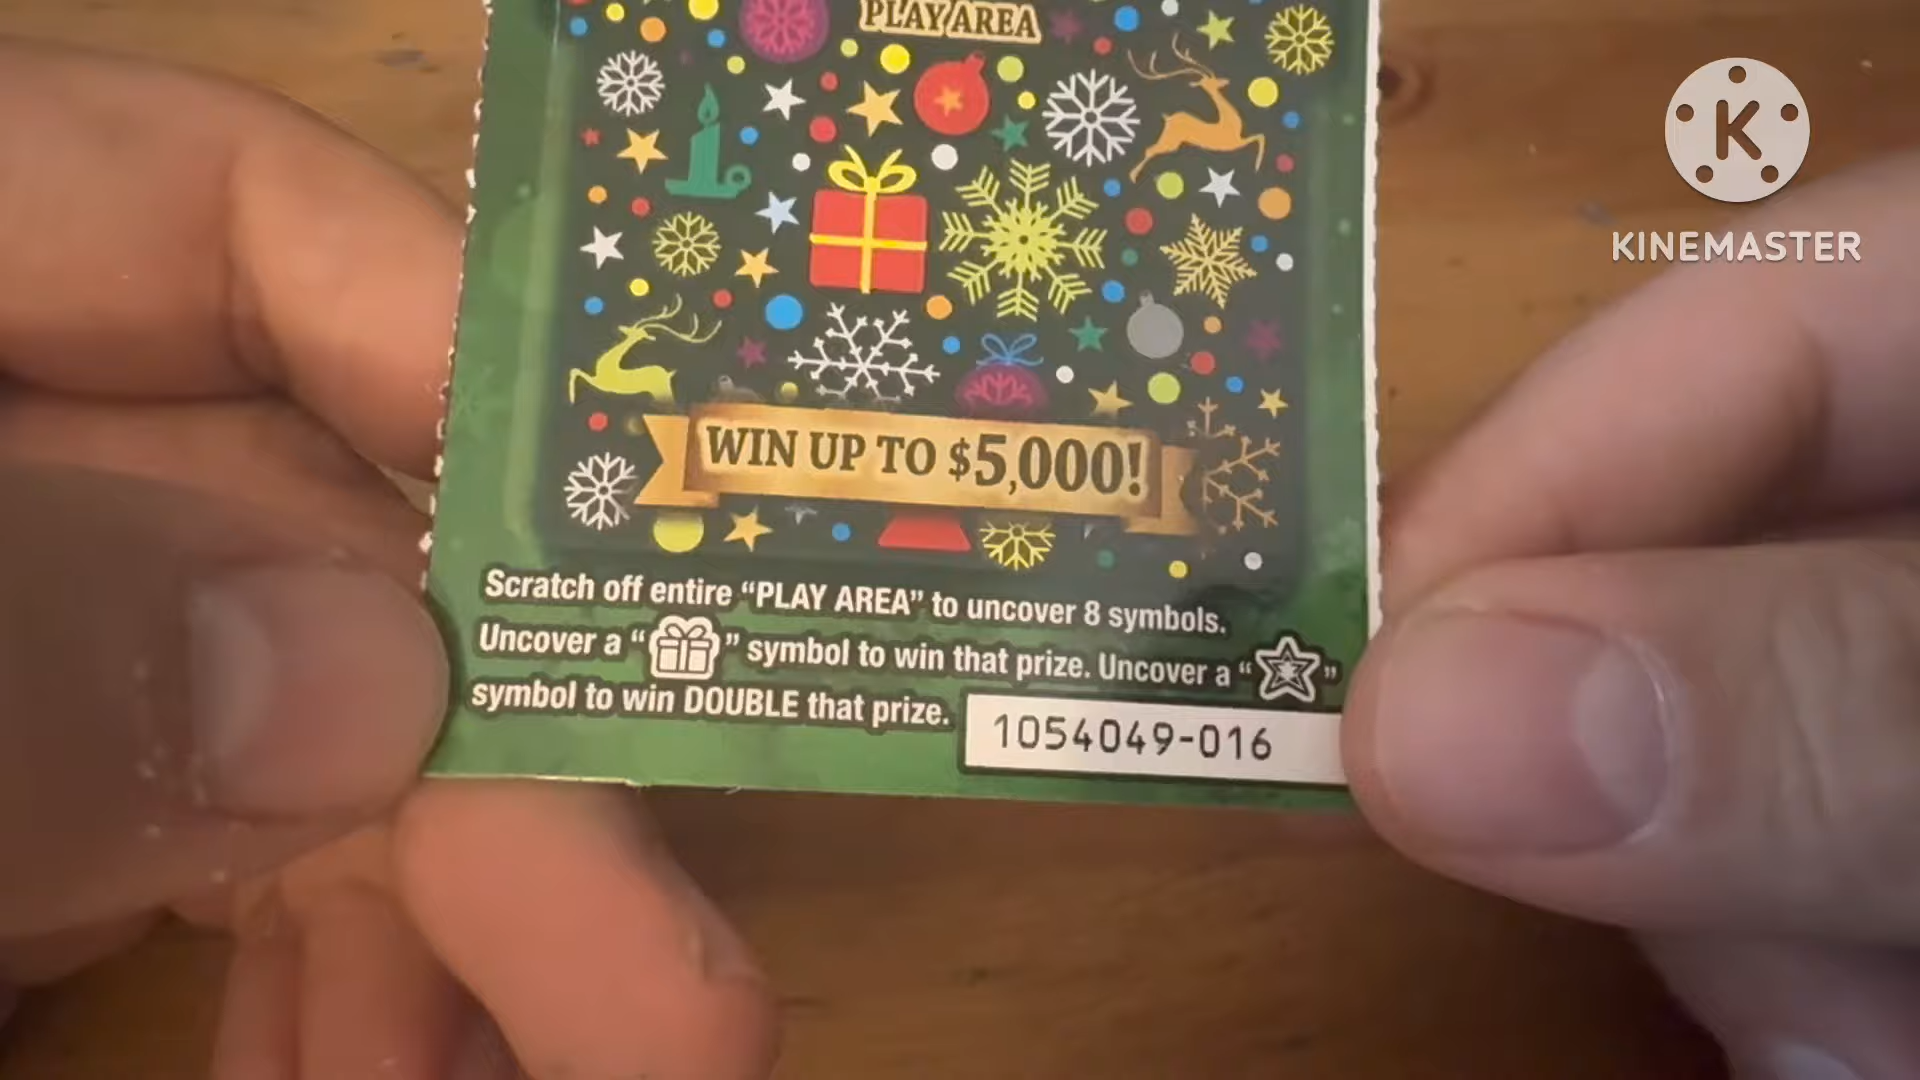 PLAY AREA
K
KINEMASTER
WIN UP TO $5,000!
Scratch off entire “PLAY AREA” to uncover 8 symbols.
Uncover a “ ” symbol to win that prize. Uncover a “ ”
symbol to win DOUBLE that prize.
1054049-016